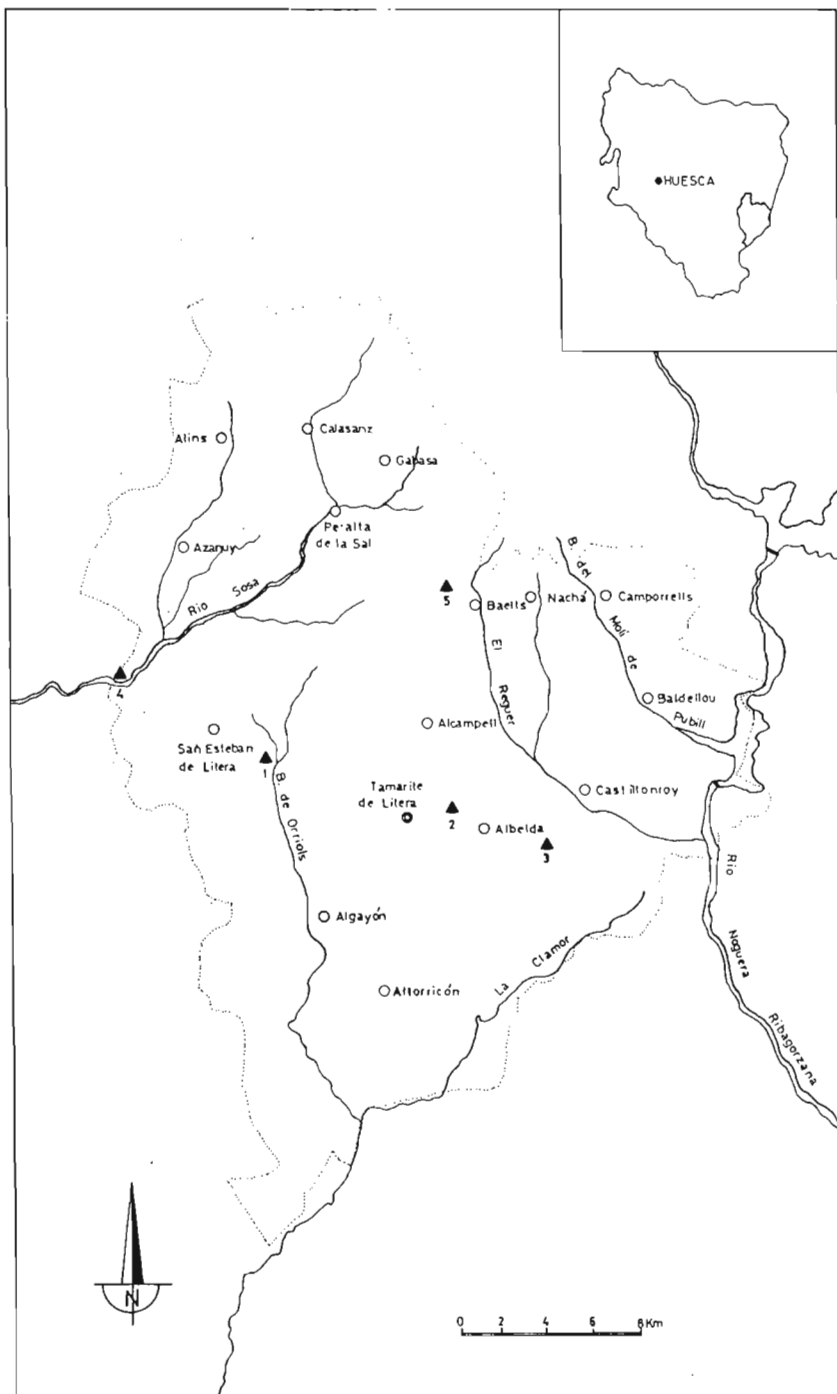 HUESCA
Calasanz
Alins
Gabasa
Peralta
de la Sal
Azanuy
Rio Sosa
B. del Molí de Pubill
5
Baells
Nachá
Camporrells
El Reguer
4
Baldellou
San Esteban
de Litera
1
Alcampell
B de Orriols
Tamarite
de Litera
2
Castillonroy
Albelda
3
Rio Noguera Ribagorzana
Algayón
La Clamor
Altorricón
N
0 2 4 6 8 Km